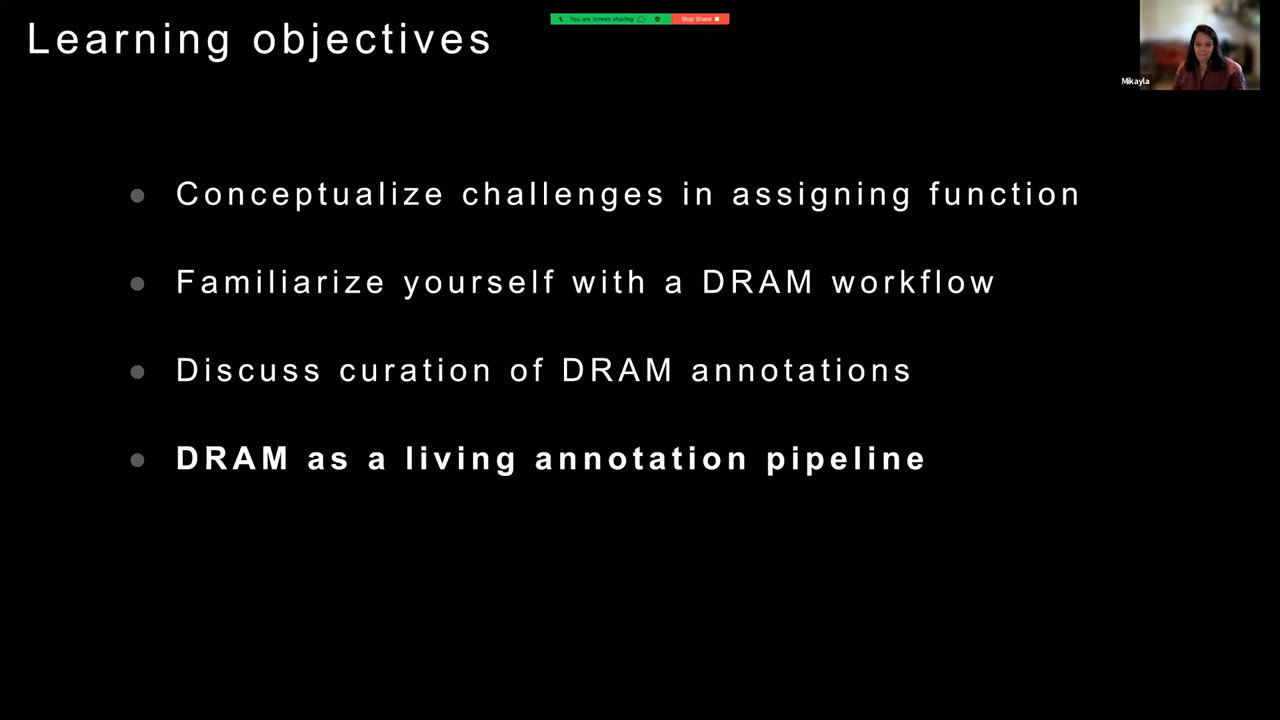 You are screen sharing
Stop Share
Learning objectives
Mikayla
Conceptualize challenges in assigning function
Familiarize yourself with a DRAM workflow
Discuss curation of DRAM annotations
DRAM as a living annotation pipeline